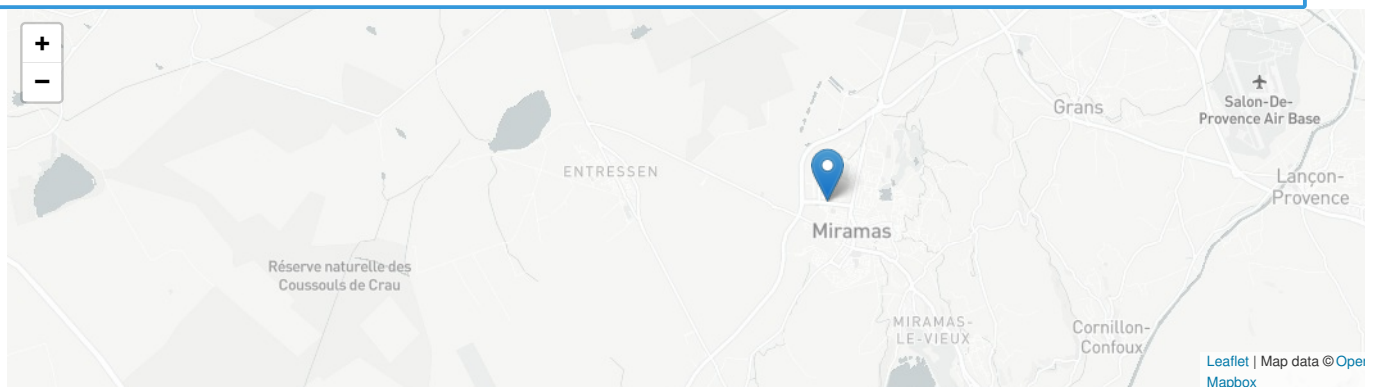 +
−
Grans
Salon-De-
Provence Air Base
ENTRESSEN
Lançon-
Provence
Miramas
Réserve naturelle des
Coussouls de Crau
MIRAMAS-
LE-VIEUX
Cornillon-
Confoux
Leaflet | Map data © Oper
Mapbox